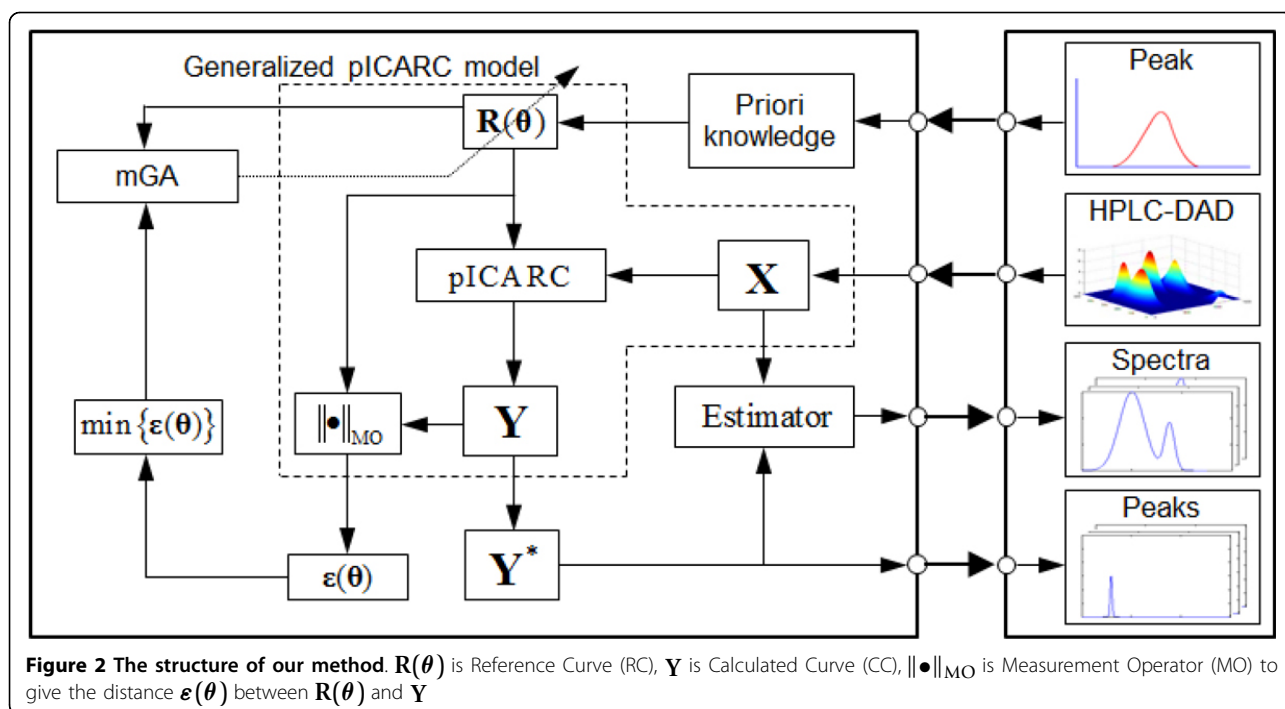 Generalized pICARC model
R(θ)
Priori
knowledge
Peak
mGA
HPLC-DAD
pICARC
X
Spectra
min{ε(θ)}
‖•‖MO
Y
Estimator
Peaks
ε(θ)
Y*
Figure 2 The structure of our method. R(θ) is Reference Curve (RC), Y is Calculated Curve (CC), ‖•‖MO is Measurement Operator (MO) to
give the distance ε(θ) between R(θ) and Y